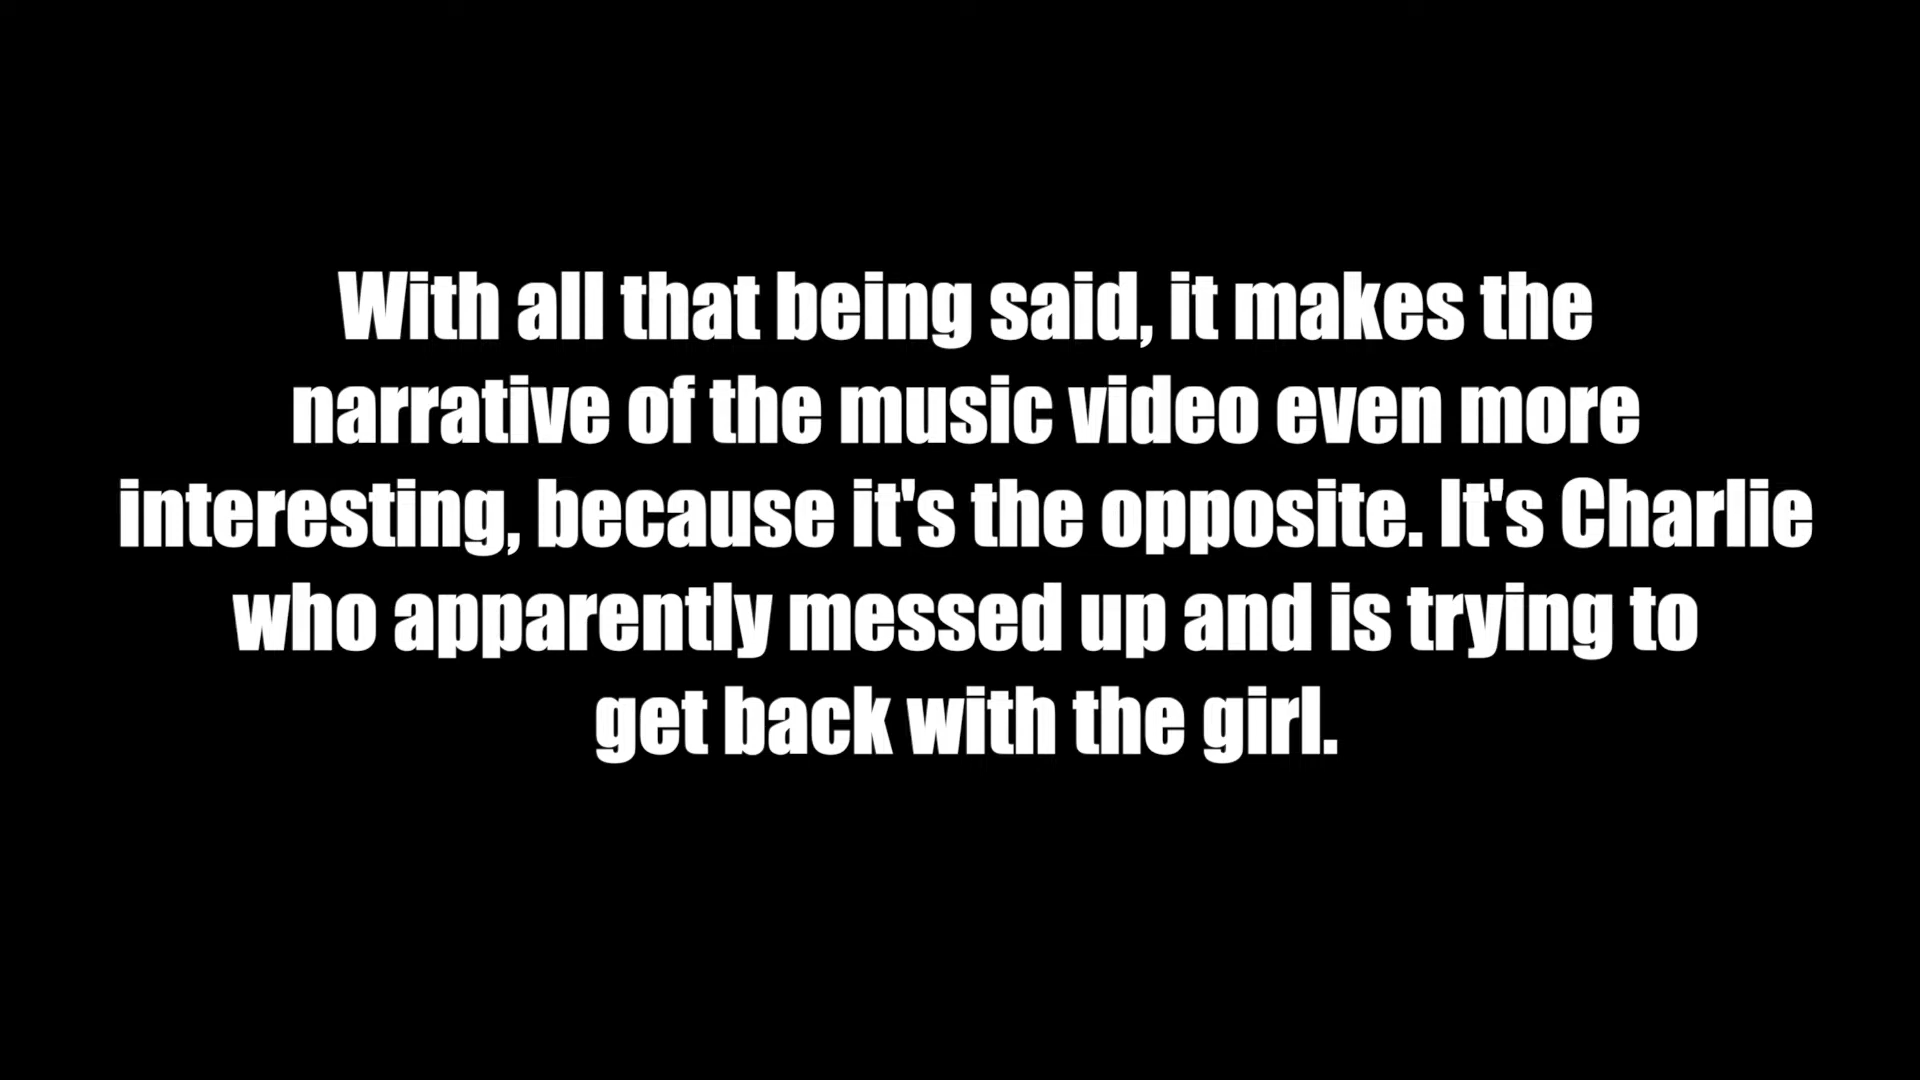 With all that being said, it makes the
narrative of the music video even more
interesting, because it's the opposite. It's Charlie
who apparently messed up and is trying to
get back with the girl.